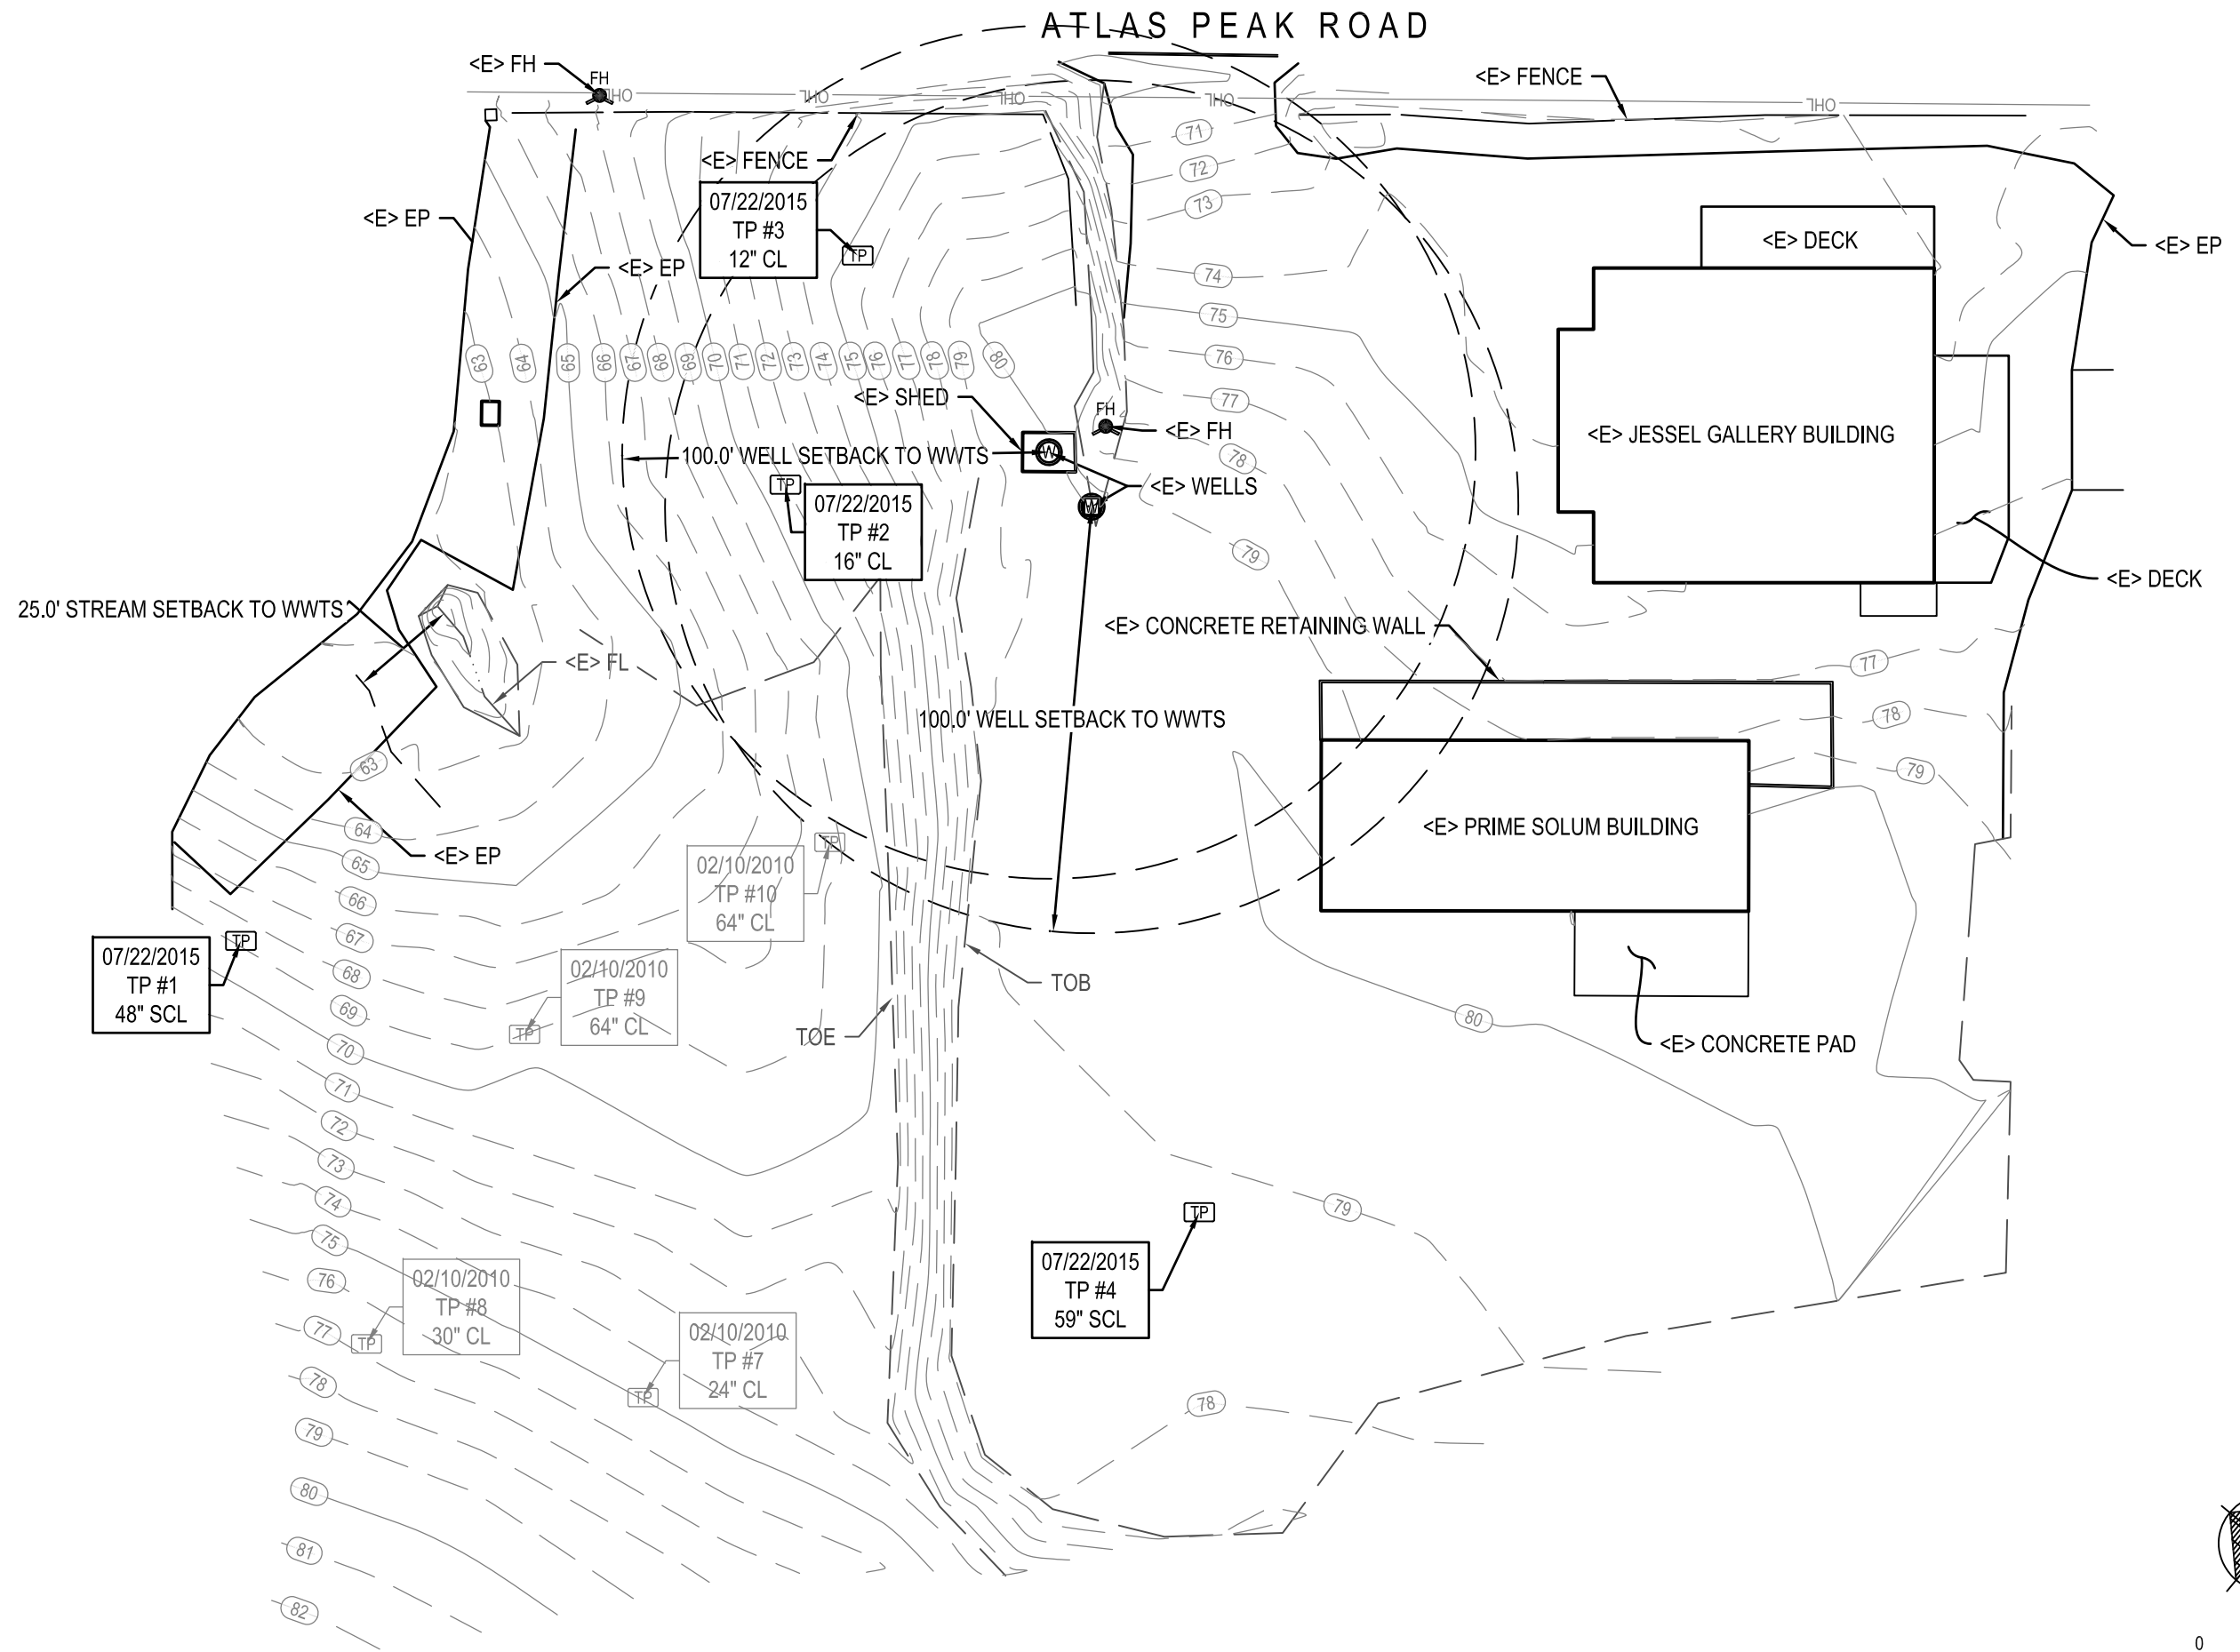 ATLAS PEAK ROAD
<E> FH
FH
OHL
OHL
OHL
OHL
OHL
<E> FENCE
<E> FENCE
71
72
73
<E> EP
07/22/2015
TP #3
12" CL
TP
<E> EP
<E> DECK
<E> EP
74
75
76
77
63
64
65
66
67
68
69
70
71
72
73
74
75
76
77
78
79
80
<E> SHED
FH
<E> FH
<E> JESSEL GALLERY BUILDING
100.0' WELL SETBACK TO WWTS
W
78
TP
<E> WELLS
W
07/22/2015
TP #2
16" CL
79
<E> DECK
25.0' STREAM SETBACK TO WWTS
<E> CONCRETE RETAINING WALL
<E> FL
77
100.0' WELL SETBACK TO WWTS
78
63
79
64
<E> PRIME SOLUM BUILDING
65
<E> EP
02/10/2010
TP #10
64" CL
TP
66
67
07/22/2015
TP #1
48" SCL
TP
68
02/10/2010
TP #9
64" CL
TP
TOB
69
TOE
80
70
<E> CONCRETE PAD
71
72
73
74
79
TP
75
07/22/2015
TP #4
59" SCL
76
02/10/2010
TP #8
30" CL
TP
77
02/10/2010
TP #7
24" CL
TP
78
78
79
80
81
82
0